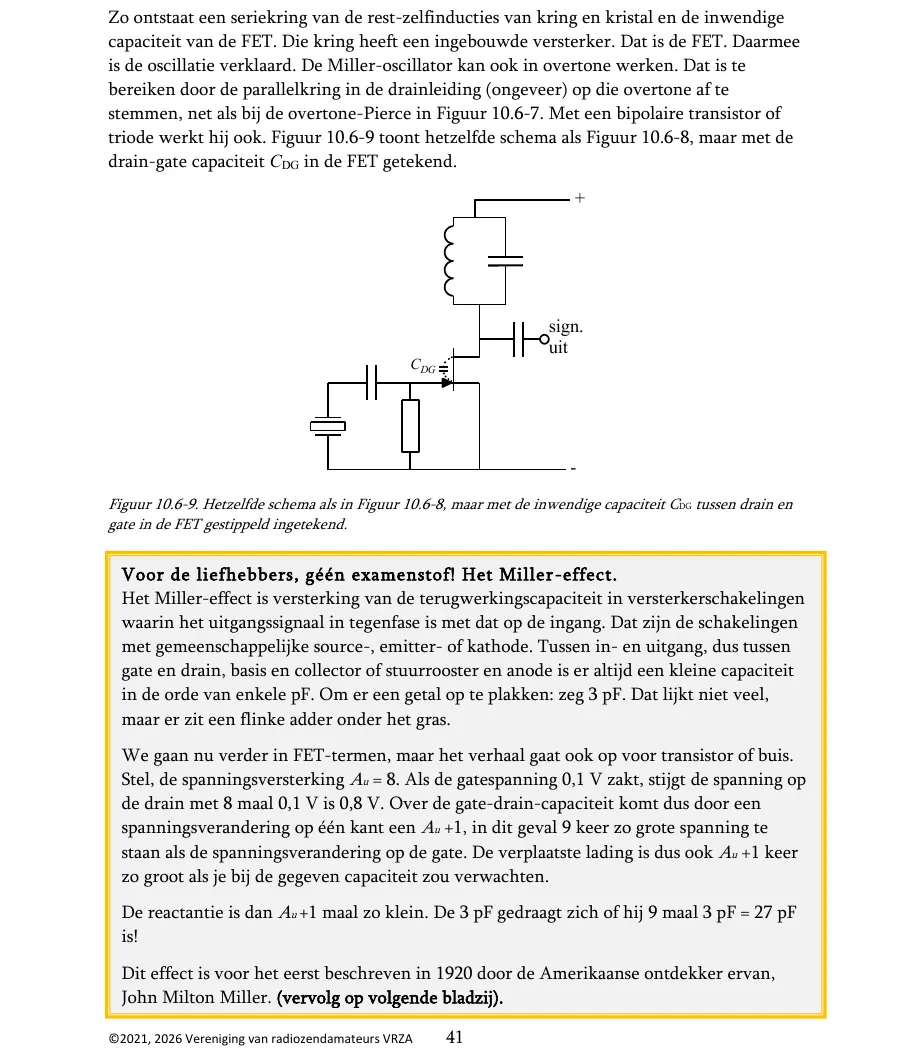 Zo ontstaat een seriekring van de rest-zelfinducties van kring en kristal en de inwendige
capaciteit van de FET. Die kring heeft een ingebouwde versterker. Dat is de FET. Daarmee
is de oscillatie verklaard. De Miller-oscillator kan ook in overtone werken. Dat is te
bereiken door de parallelkring in de drainleiding (ongeveer) op die overtone af te
stemmen, net als bij de overtone-Pierce in Figuur 10.6-7. Met een bipolaire transistor of
triode werkt hij ook. Figuur 10.6-9 toont hetzelfde schema als Figuur 10.6-8, maar met de
drain-gate capaciteit CDG in de FET getekend.
+
sign.
uit
CDG
-
Figuur 10.6-9. Hetzelfde schema als in Figuur 10.6-8, maar met de inwendige capaciteit CDG tussen drain en
gate in de FET gestippeld ingetekend.
Voor de liefhebbers, géén examenstof! Het Miller-effect.
Het Miller-effect is versterking van de terugwerkingscapaciteit in versterkerschakelingen
waarin het uitgangssignaal in tegenfase is met dat op de ingang. Dat zijn de schakelingen
met gemeenschappelijke source-, emitter- of kathode. Tussen in- en uitgang, dus tussen
gate en drain, basis en collector of stuurrooster en anode is er altijd een kleine capaciteit
in de orde van enkele pF. Om er een getal op te plakken: zeg 3 pF. Dat lijkt niet veel,
maar er zit een flinke adder onder het gras.
We gaan nu verder in FET-termen, maar het verhaal gaat ook op voor transistor of buis.
Stel, de spanningsversterking Au = 8. Als de gatespanning 0,1 V zakt, stijgt de spanning op
de drain met 8 maal 0,1 V is 0,8 V. Over de gate-drain-capaciteit komt dus door een
spanningsverandering op één kant een Au +1, in dit geval 9 keer zo grote spanning te
staan als de spanningsverandering op de gate. De verplaatste lading is dus ook Au +1 keer
zo groot als je bij de gegeven capaciteit zou verwachten.
De reactantie is dan Au+1 maal zo klein. De 3 pF gedraagt zich of hij 9 maal 3 pF = 27 pF
is!
Dit effect is voor het eerst beschreven in 1920 door de Amerikaanse ontdekker ervan,
John Milton Miller. (vervolg op volgende bladzij).
©2021, 2026 Vereniging van radiozendamateurs VRZA 41